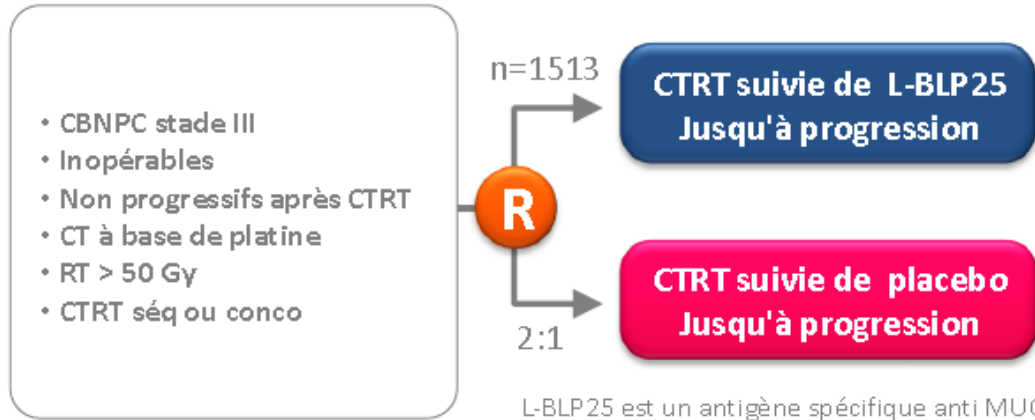 • CBNPC stade III
• Inopérables
• Non progressifs après CTRT
• CT à base de platine
• RT > 50 Gy
• CTRT séq ou conco
R
n=1513
2:1
CTRT suivie de L-BLP25
Jusqu'à progression
CTRT suivie de placebo
Jusqu'à progression
L-BLP25 est un antigène spécifique anti